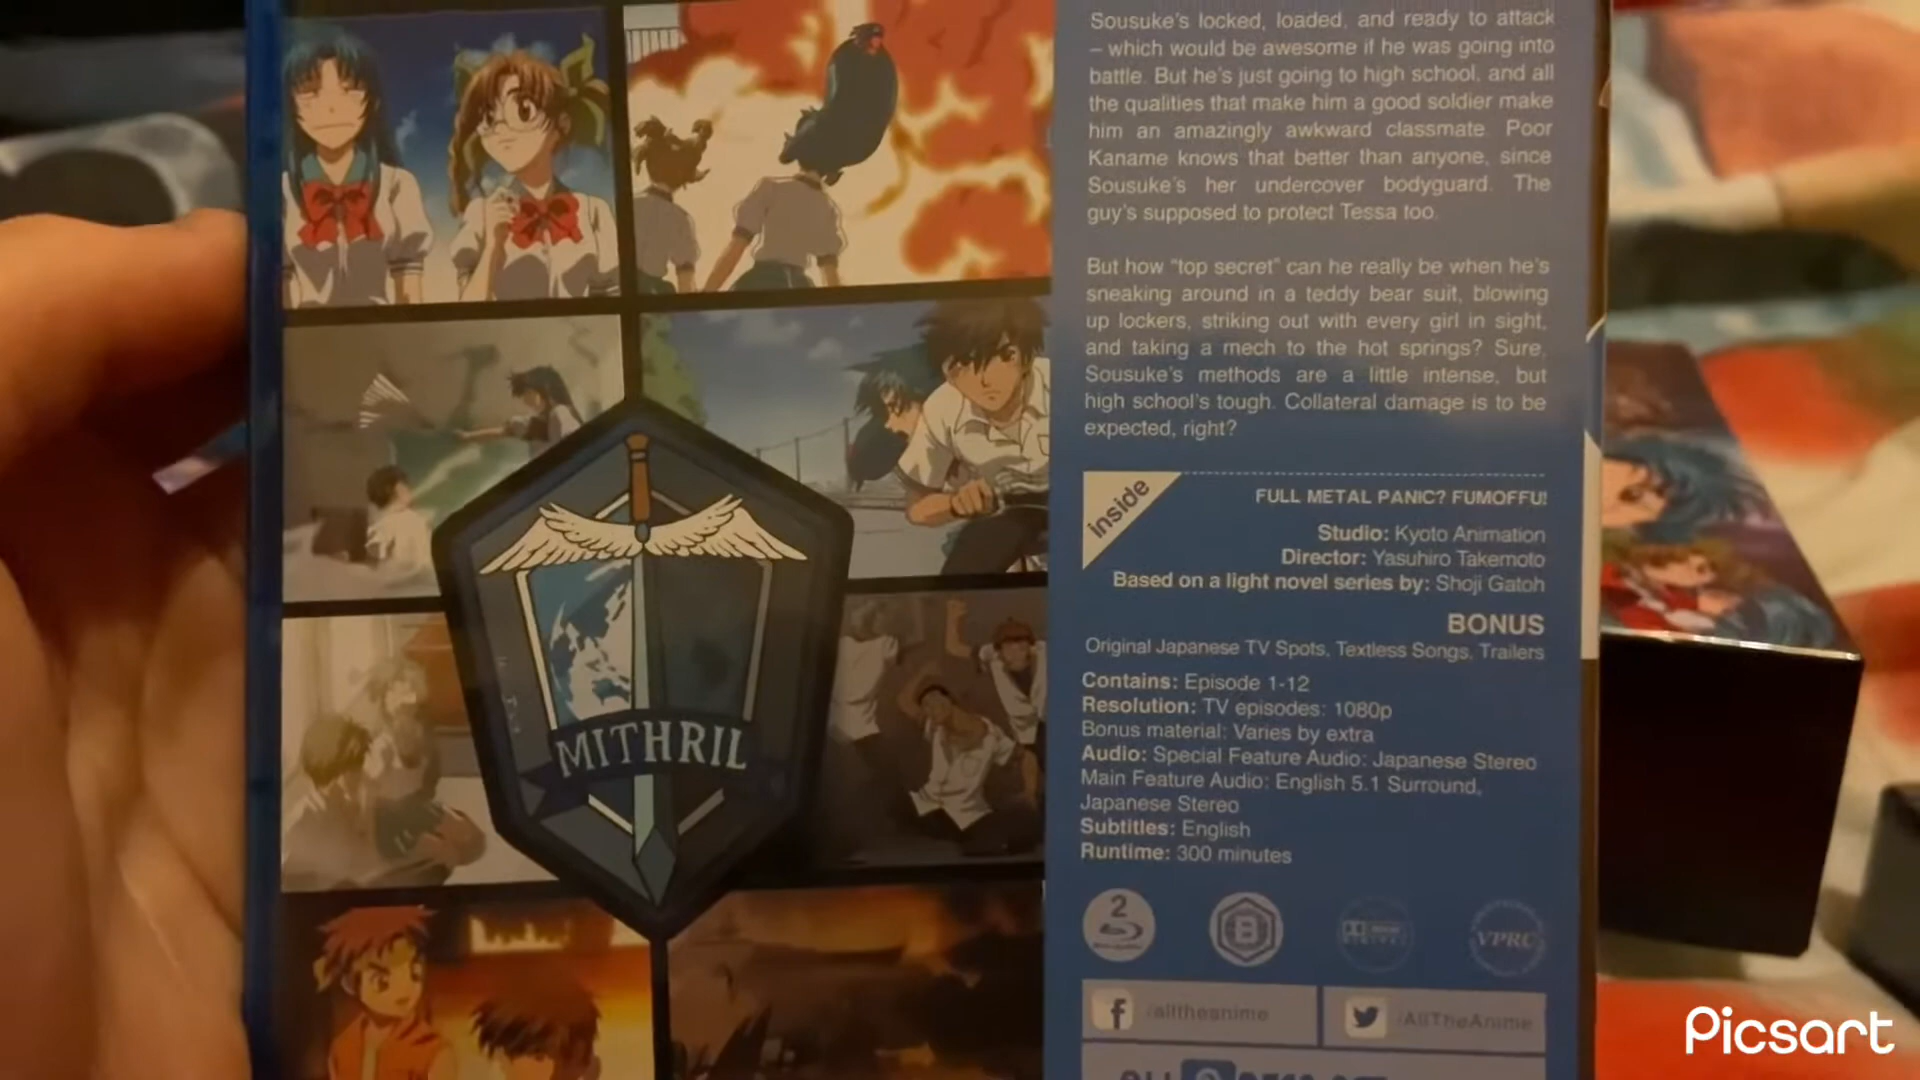 Sousuke's locked, loaded, and ready to attack
– which would be awesome if he was going into
battle. But he's just going to high school, and all
the qualities that make him a good soldier make
him an amazingly awkward classmate. Poor
Kaname knows that better than anyone, since
Sousuke's her undercover bodyguard. The
guy's supposed to protect Tessa too.
But how "top secret" can he really be when he's
sneaking around in a teddy bear suit, blowing
up lockers, striking out with every girl in sight,
and taking a mech to the hot springs? Sure,
Sousuke's methods are a little intense, but
high school's tough. Collateral damage is to be
expected, right?
inside
FULL METAL PANIC? FUMOFFU!
Studio: Kyoto Animation
Director: Yasuhiro Takemoto
Based on a light novel series by: Shoji Gatoh
BONUS
Original Japanese TV Spots, Textless Songs, Trailers
Contains: Episode 1-12
Resolution: TV episodes: 1080p
Bonus material: Varies by extra
Audio: Special Feature Audio: Japanese Stereo
Main Feature Audio: English 5.1 Surround,
Japanese Stereo
Subtitles: English
Runtime: 300 minutes
MITHRIL
2
B
VPRC
/alltheanime
/AllTheAnime
Picsart